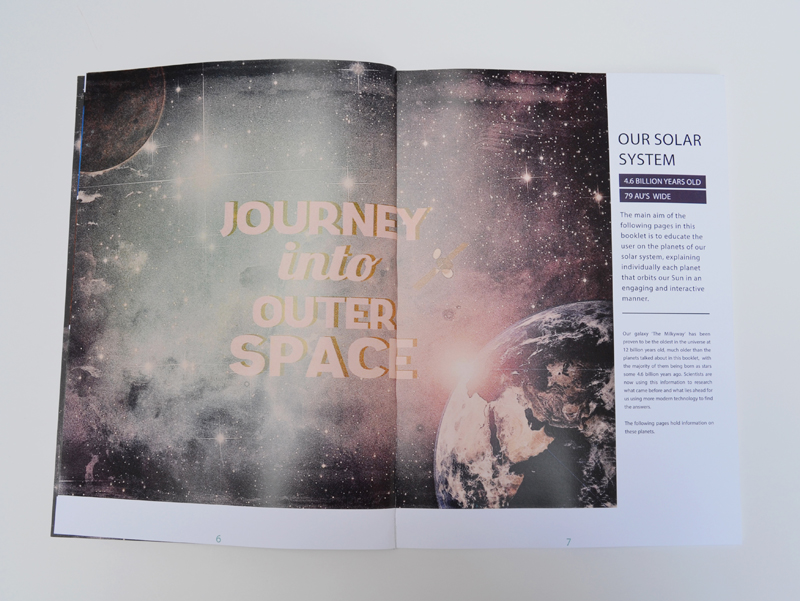 JOURNEY
into
OUTER
SPACE
6
OUR SOLAR
SYSTEM
4.6 BILLION YEARS OLD
79 AU'S WIDE
The main aim of the
following pages in this
booklet is to educate the
user on the planets of our
solar system, explaining
individually each planet
that orbits our Sun in an
engaging and interactive
manner.
Our galaxy 'The Milkyway' has been
proven to be the oldest in the universe at
13 billion years old, much older than the
planets talked about in this booklet, with
the majority of them being born as stars
some 4.6 billion years ago. Scientists are
now using this information to research
what came before and what lies ahead for
us using more modern technology to find
the answers.
The following pages hold information on
these planets.
7